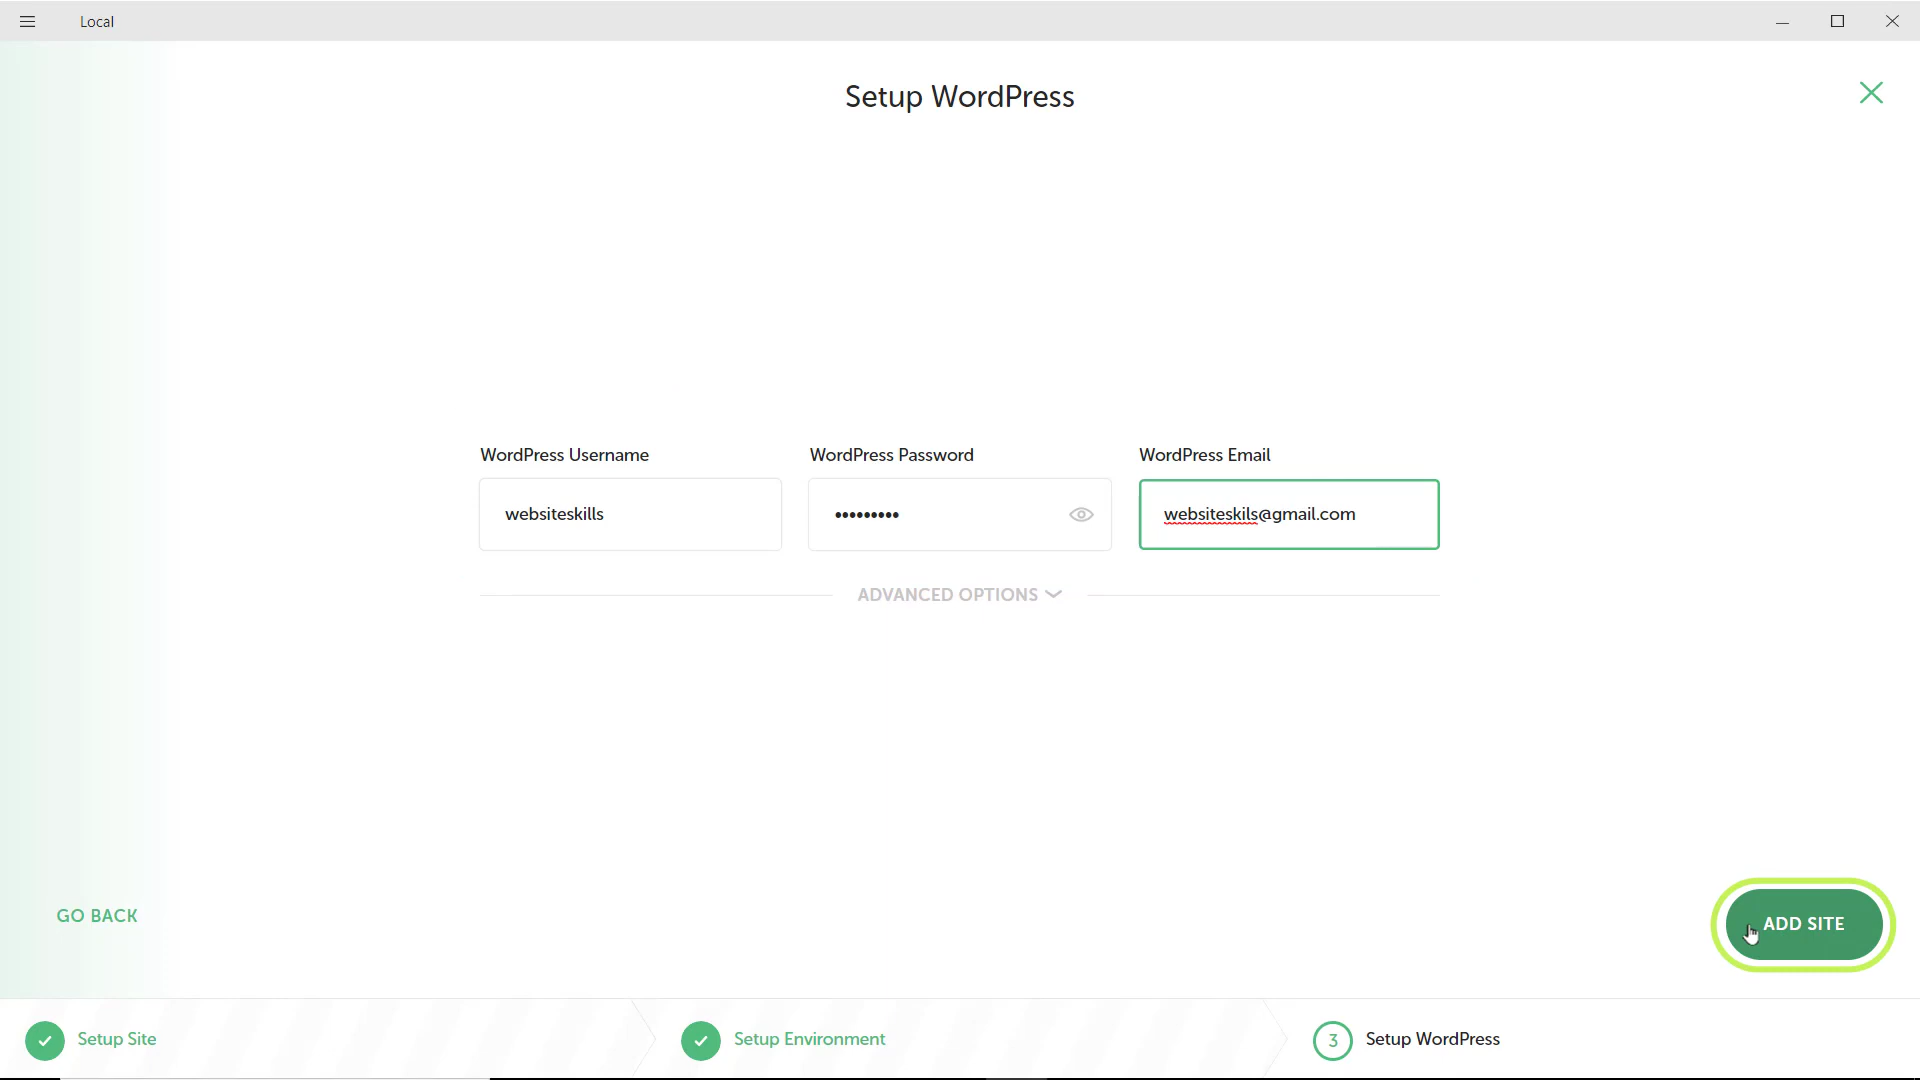 Local
Setup WordPress
WordPress Username
WordPress Password
WordPress Email
websiteskills
•••••••••
websiteskils@gmail.com
ADVANCED OPTIONS
GO BACK
ADD SITE
Setup Site
Setup Environment
3
Setup WordPress